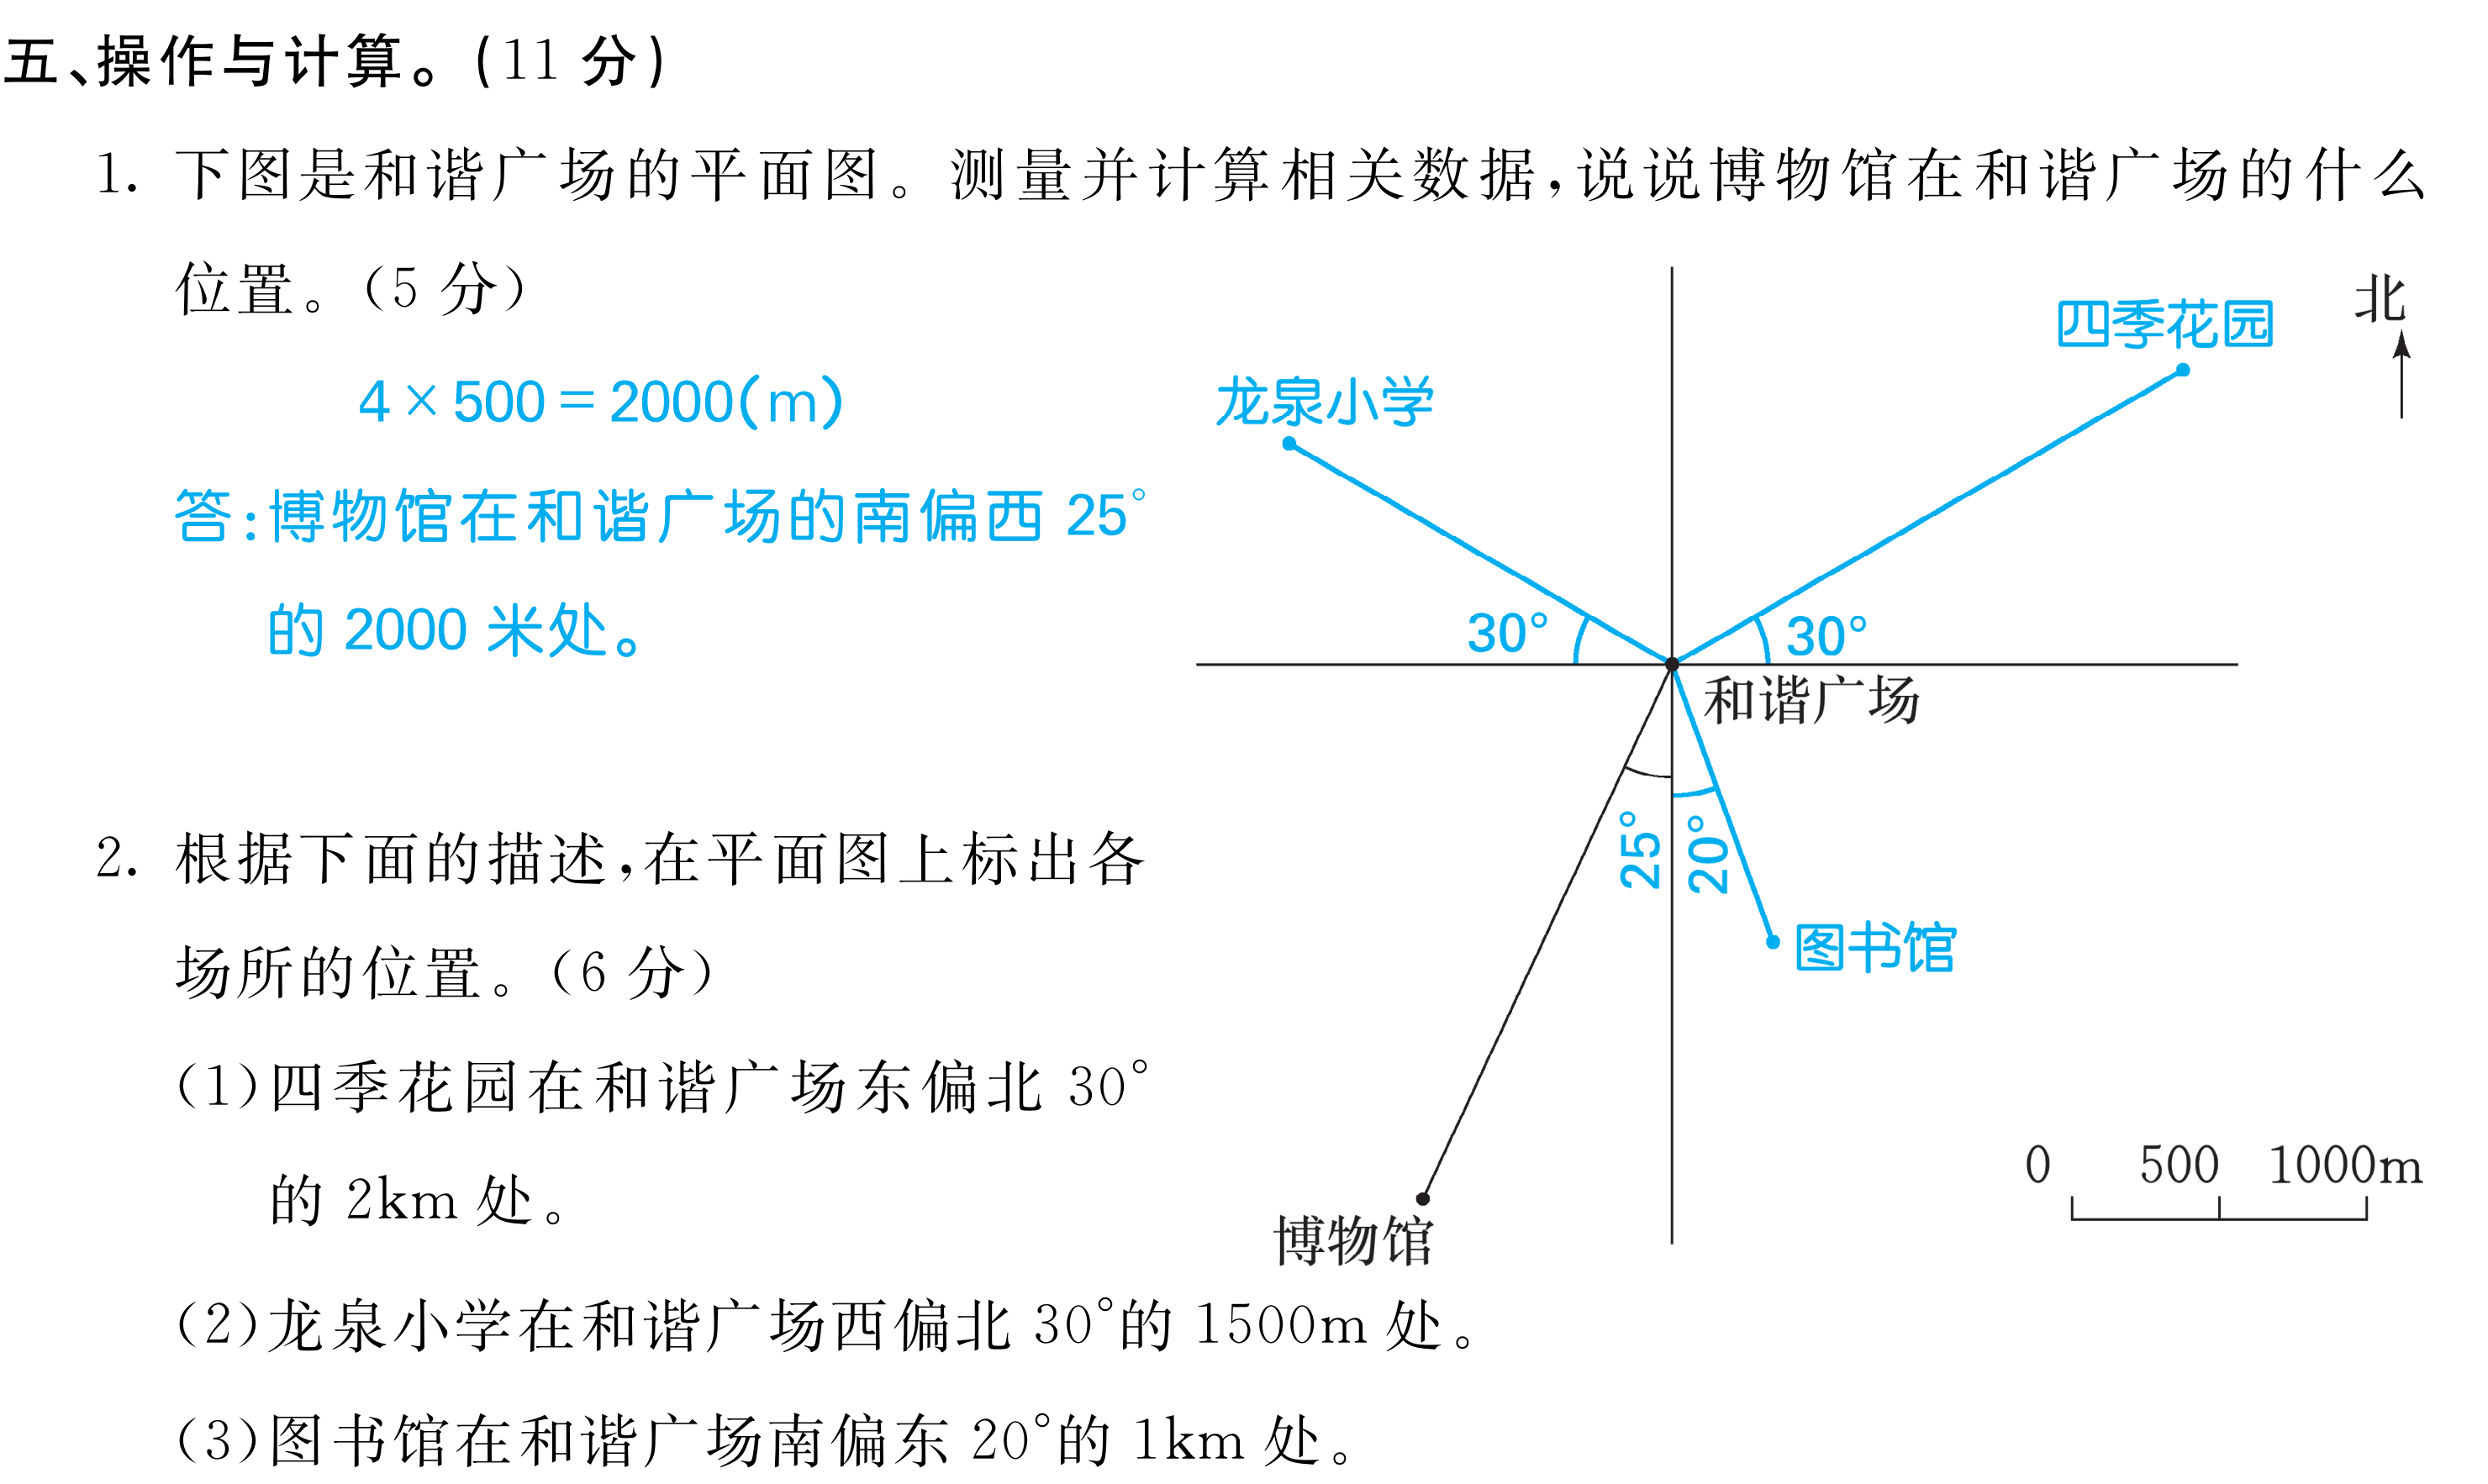 五、操作与计算。(11 分)
1. 下图是和谐广场的平面图。测量并计算相关数据,说说博物馆在和谐广场的什么
位置。(5 分)
4×500=2000(m)
答:博物馆在和谐广场的南偏西 25°
的 2000 米处。
北
四季花园
龙泉小学
30°
30°
和谐广场
25°
20°
图书馆
博物馆
0 500 1000m
2. 根据下面的描述,在平面图上标出各
场所的位置。(6 分)
(1)四季花园在和谐广场东偏北 30°
的 2km 处。
(2)龙泉小学在和谐广场西偏北 30°的 1500m 处。
(3)图书馆在和谐广场南偏东 20°的 1km 处。